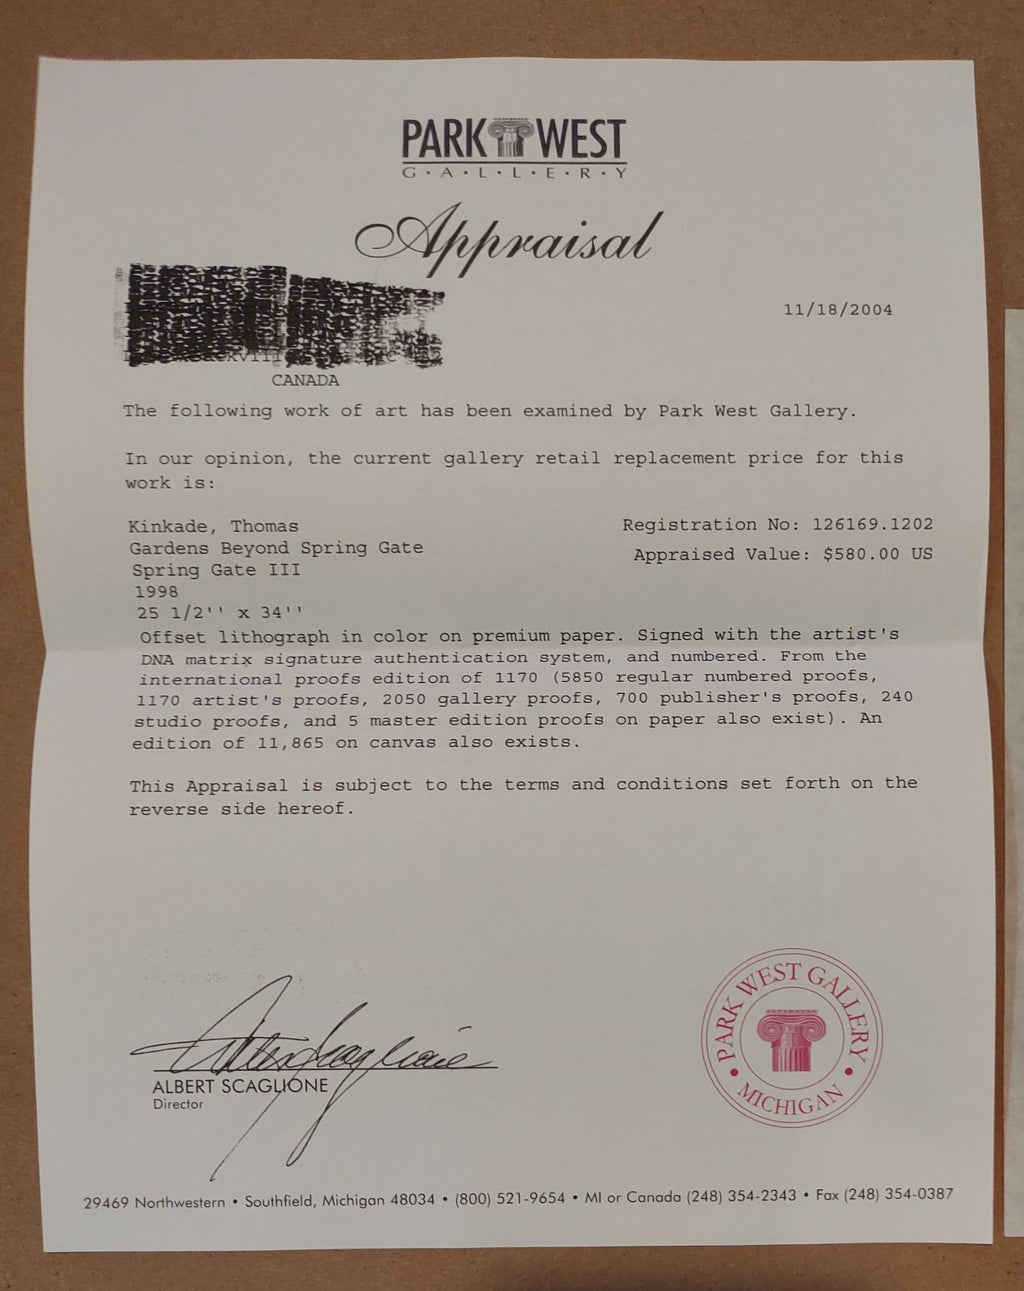 PARK WEST
G·A·L·L·E·R·Y
Appraisal
11/18/2004
CANADA
The following work of art has been examined by Park West Gallery.
In our opinion, the current gallery retail replacement price for this
work is:
Kinkade, Thomas
Registration No: 126169.1202
Gardens Beyond Spring Gate
Appraised Value: $580.00 US
Spring Gate III
1998
25 1/2'' x 34''
Offset lithograph in color on premium paper. Signed with the artist's
DNA matrix signature authentication system, and numbered. From the
international proofs edition of 1170 (5850 regular numbered proofs,
1170 artist's proofs, 2050 gallery proofs, 700 publisher's proofs, 240
studio proofs, and 5 master edition proofs on paper also exist). An
edition of 11,865 on canvas also exists.
This Appraisal is subject to the terms and conditions set forth on the
reverse side hereof.
ALBERT SCAGLIONE
Director
PARK WEST GALLERY
• MICHIGAN •
29469 Northwestern • Southfield, Michigan 48034 • (800) 521-9654 • MI or Canada (248) 354-2343 • Fax (248) 354-0387